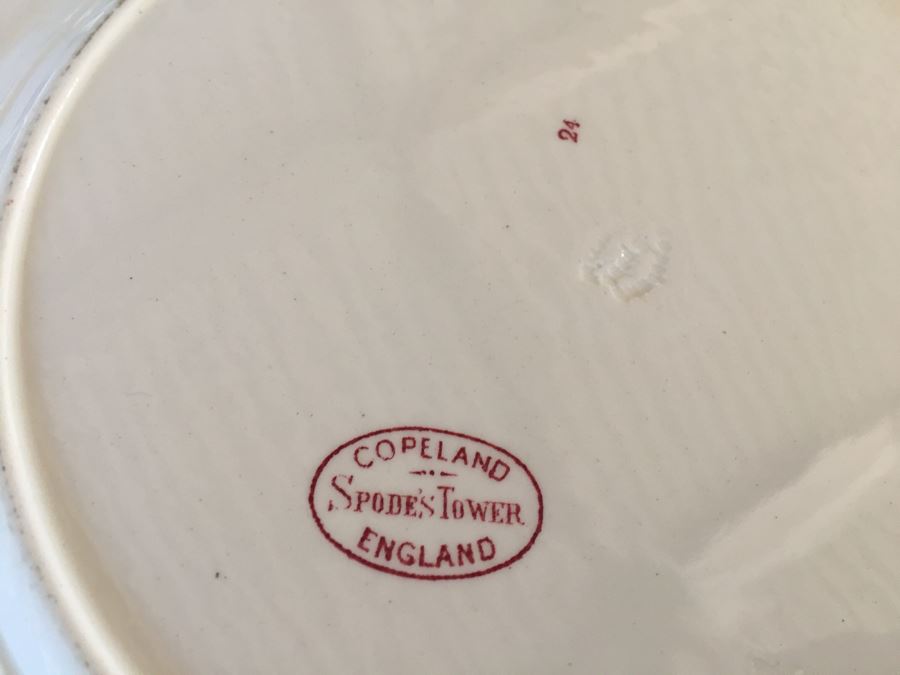 24
COPELAND
SPODE'S TOWER
ENGLAND